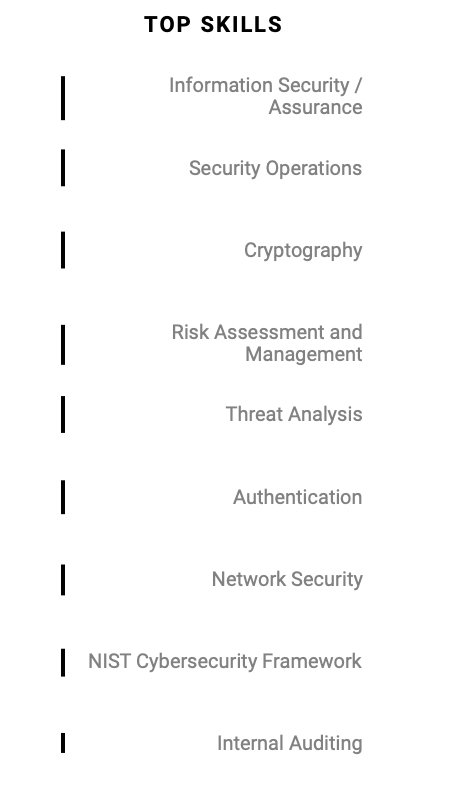 TOP SKILLS
Information Security /
Assurance
Security Operations
Cryptography
Risk Assessment and
Management
Threat Analysis
Authentication
Network Security
NIST Cybersecurity Framework
Internal Auditing